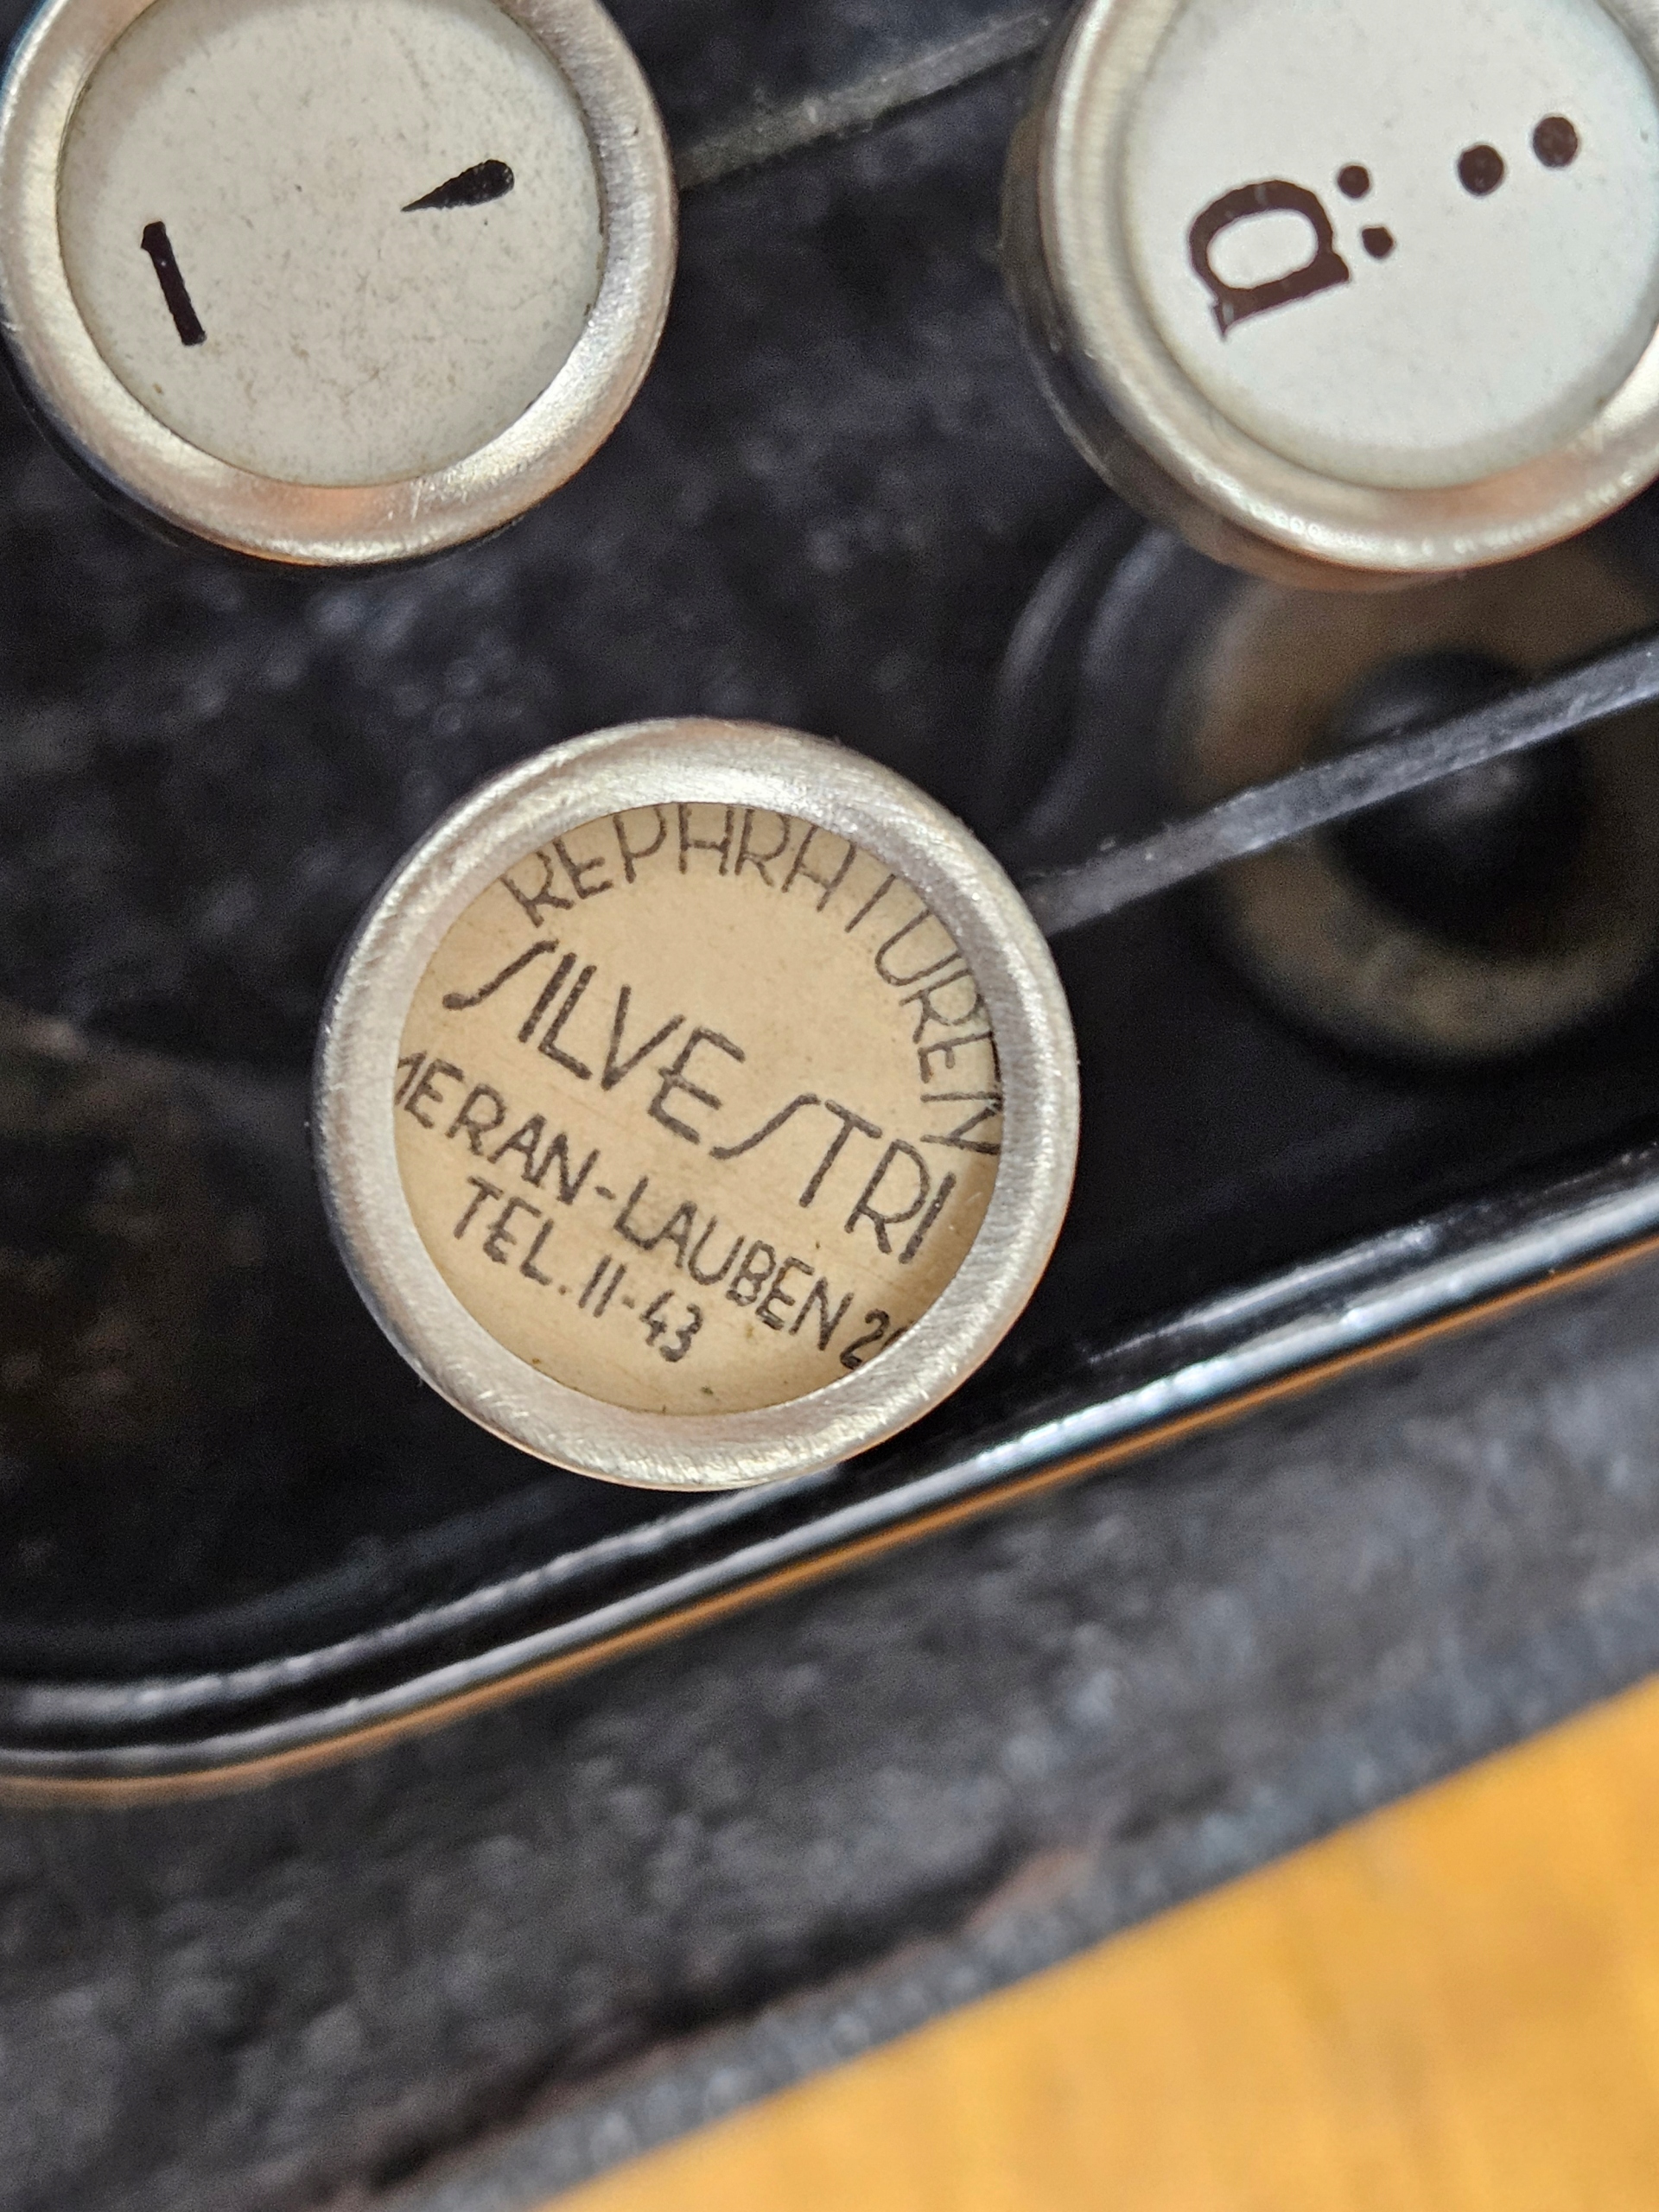 '
-
: 
ä
REPARATUREN
SILVESTRI
MERAN-LAUBEN
TEL. 11-43